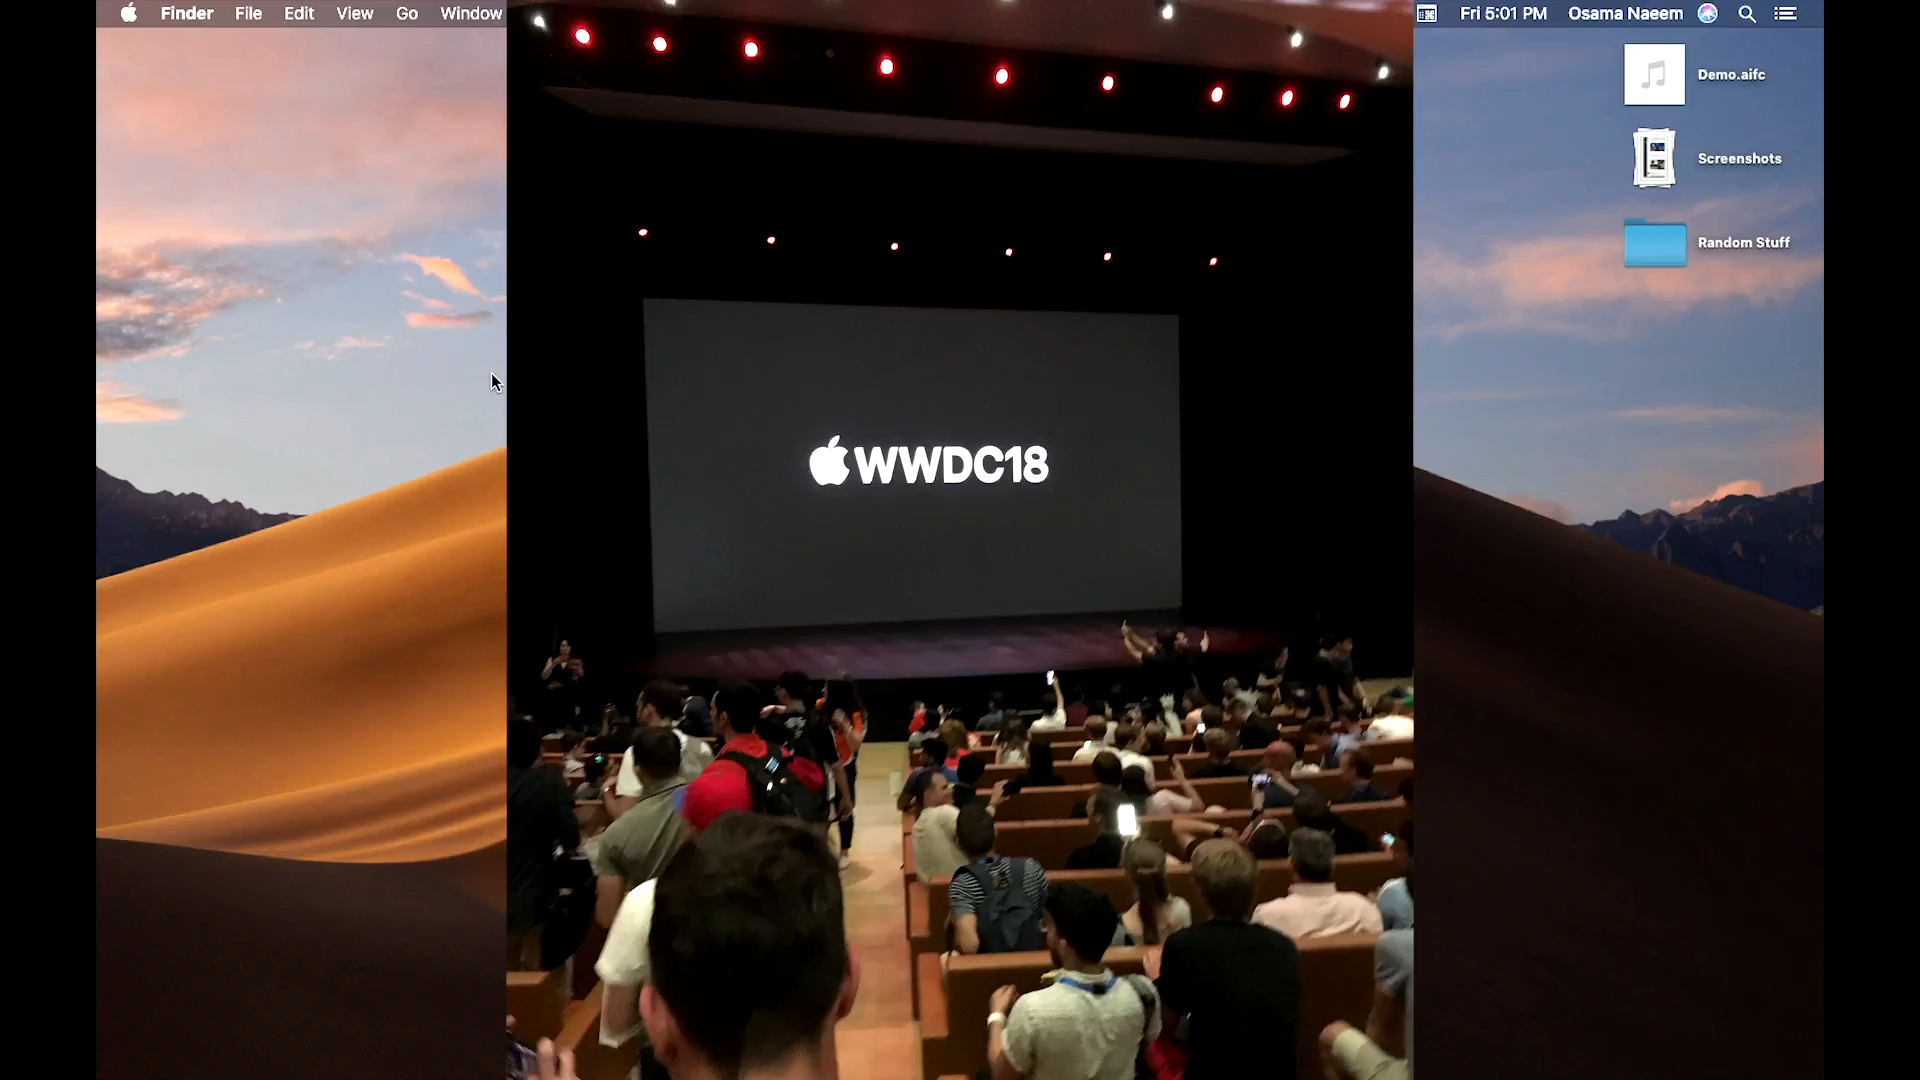 Finder File Edit View Go Window
Fri 5:01 PM Osama Naeem
Demo.aifc
Screenshots
Random Stuff
WWDC18